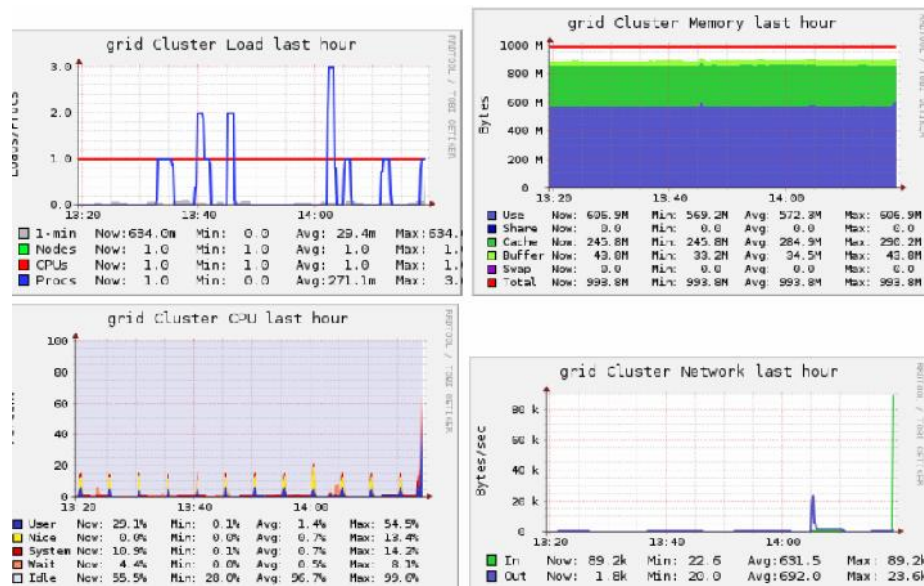 grid Cluster Load last hour
3.0
2.0
1.0
0.0
13:20 13:40 14:00
1-min Now:634.0m Min: 0.0 Avg: 29.4m Max:634.
Nodes Now: 1.0 Min: 1.0 Avg: 1.0 Max: 1.
CPUs Now: 1.0 Min: 1.0 Avg: 1.0 Max: 1.
Procs Now: 1.0 Min: 0.0 Avg:271.1m Max: 3.
grid Cluster Memory last hour
Bytes
1000 M
800 M
600 M
400 M
200 M
0
13:20 13:40 14:00
Use Now: 606.9M Min: 569.2M Avg: 572.3M Max: 606.9M
Share Now: 0.0 Min: 0.0 Avg: 0.0 Max: 0.0
Cache Now: 245.8M Min: 245.8M Avg: 284.9M Max: 290.2M
Buffer Now: 43.8M Min: 33.2M Avg: 34.5M Max: 43.8M
Swap Now: 0.0 Min: 0.0 Avg: 0.0 Max: 0.0
Total Now: 993.8M Min: 993.8M Avg: 993.8M Max: 993.8M
grid Cluster CPU last hour
100
80
60
40
20
0
13:20 13:40 14:00
User Now: 29.1% Min: 0.1% Avg: 1.4% Max: 54.5%
Nice Now: 0.0% Min: 0.0% Avg: 0.7% Max: 13.4%
System Now: 10.9% Min: 0.1% Avg: 0.7% Max: 14.2%
Wait Now: 4.4% Min: 0.0% Avg: 0.5% Max: 8.1%
Idle Now: 55.5% Min: 28.0% Avg: 96.7% Max: 99.6%
grid Cluster Network last hour
Bytes/sec
80 k
60 k
40 k
20 k
0
13:20 13:40 14:00
In Now: 89.2k Min: 22.6 Avg:631.5 Max: 89.2k
Out Now: 1.8k Min: 20.0 Avg:692.0 Max: 23.